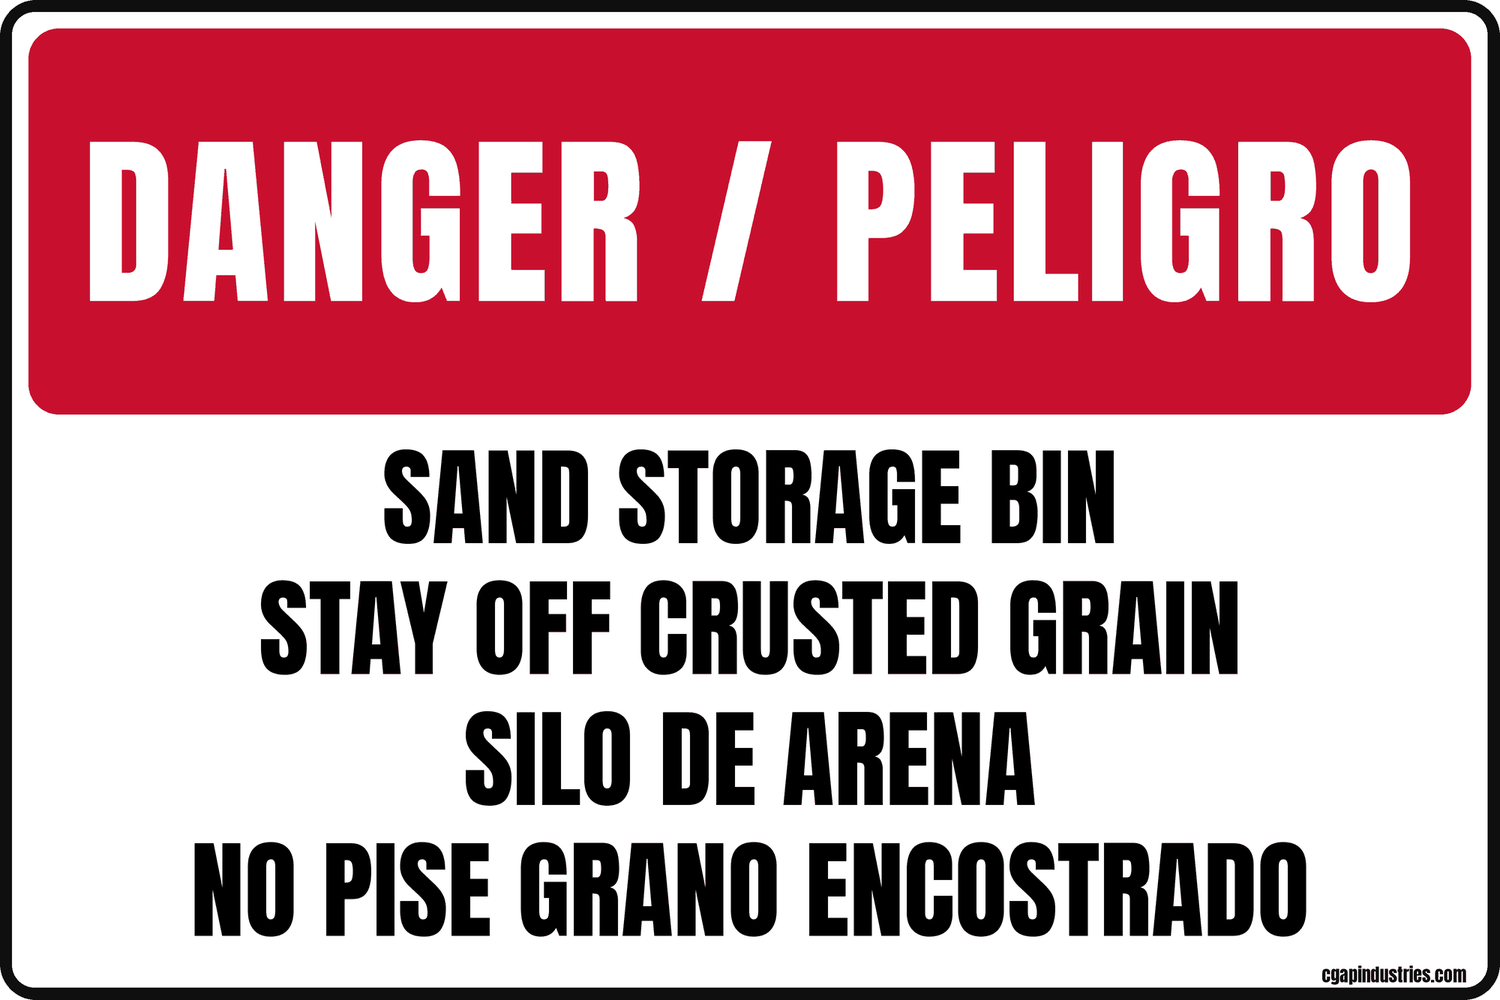 DANGER / PELIGRO
SAND STORAGE BIN
STAY OFF CRUSTED GRAIN
SILO DE ARENA
NO PISE GRANO ENCOSTRADO
cgapindustries.com